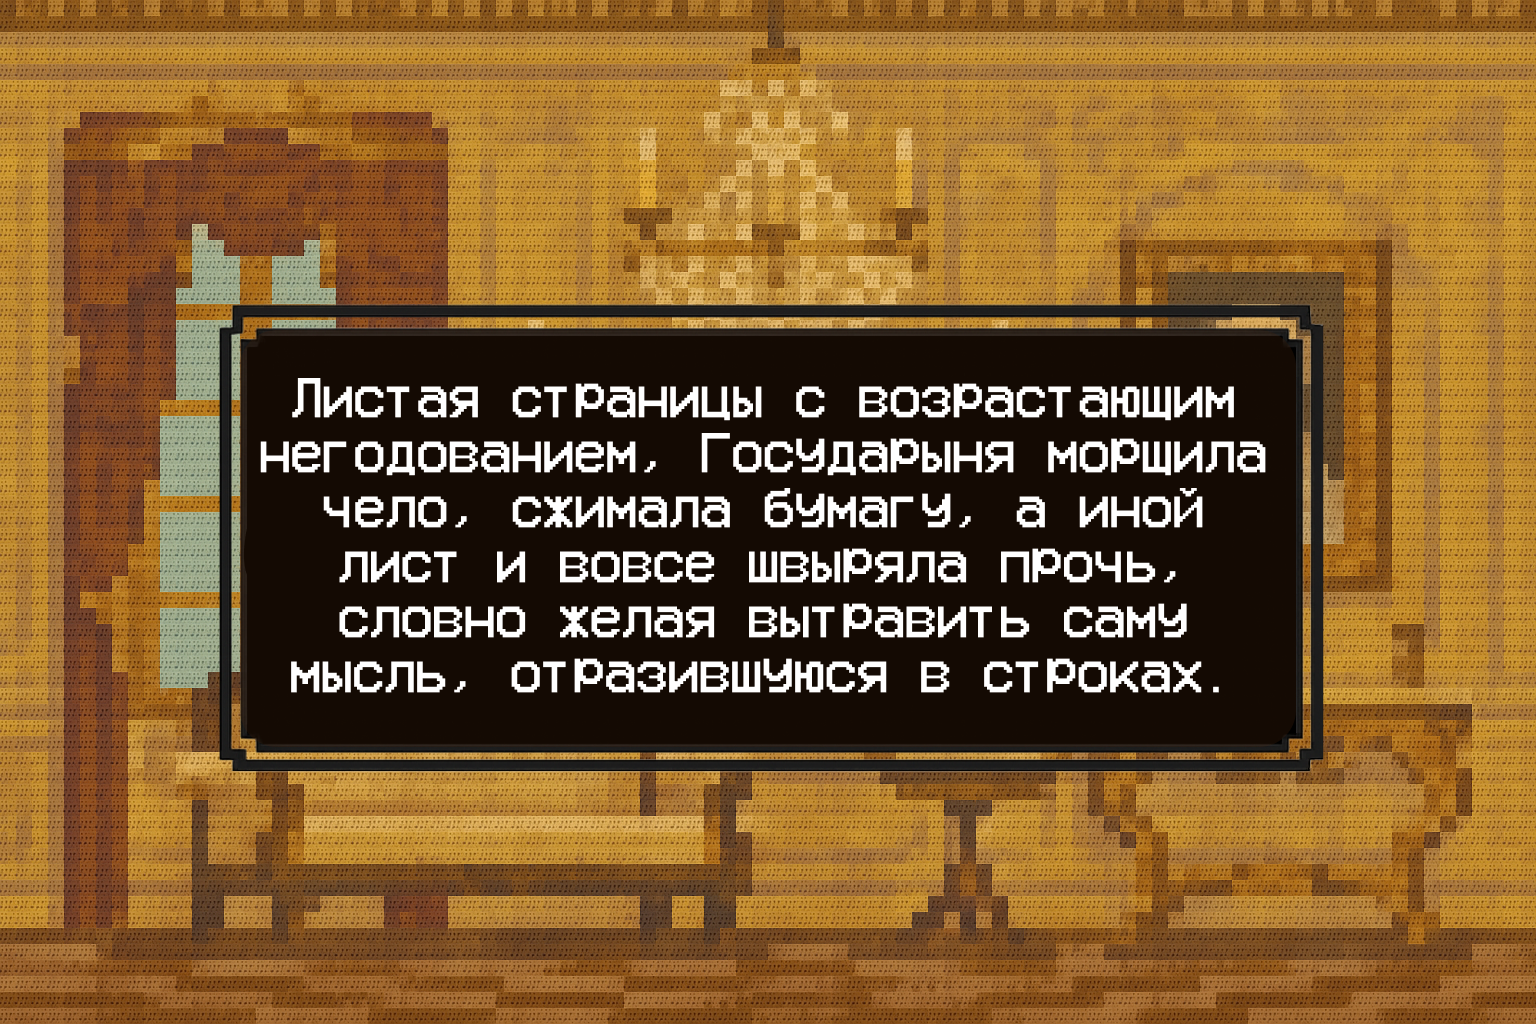 Листая страницы с возрастающим
негодованием, Государыня морщила
чело, сжимала бумагу, а иной
лист и вовсе швыряла прочь,
словно желая вытравить саму
мысль, отразившуюся в строках.